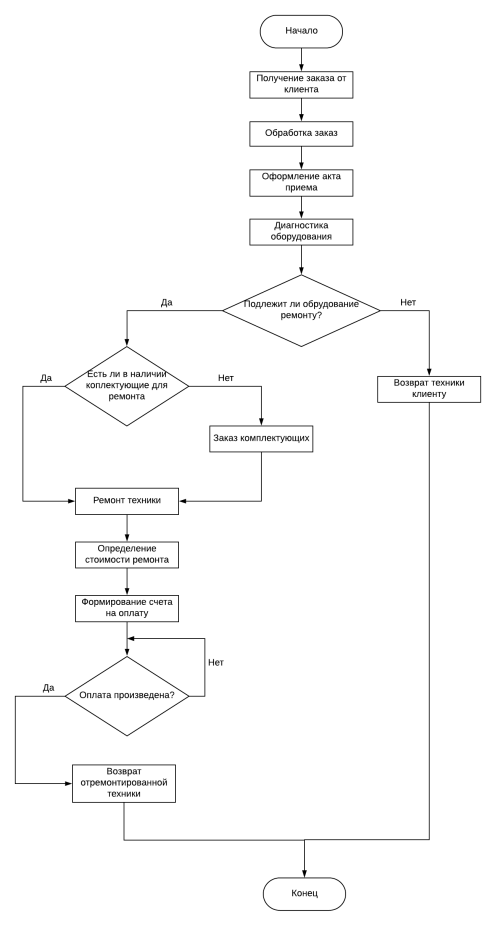 Начало
Получение заказа от
клиента
Обработка заказ
Оформление акта
приема
Диагностика
оборудования
Подлежит ли обрудование
ремонту?
Да
Нет
Есть ли в наличии
коплектующие для
ремонта
Да
Нет
Возврат техники
клиенту
Заказ комплектующих
Ремонт техники
Определение
стоимости ремонта
Формирование счета
на оплату
Нет
Да
Оплата произведена?
Возврат
отремонтированной
техники
Конец